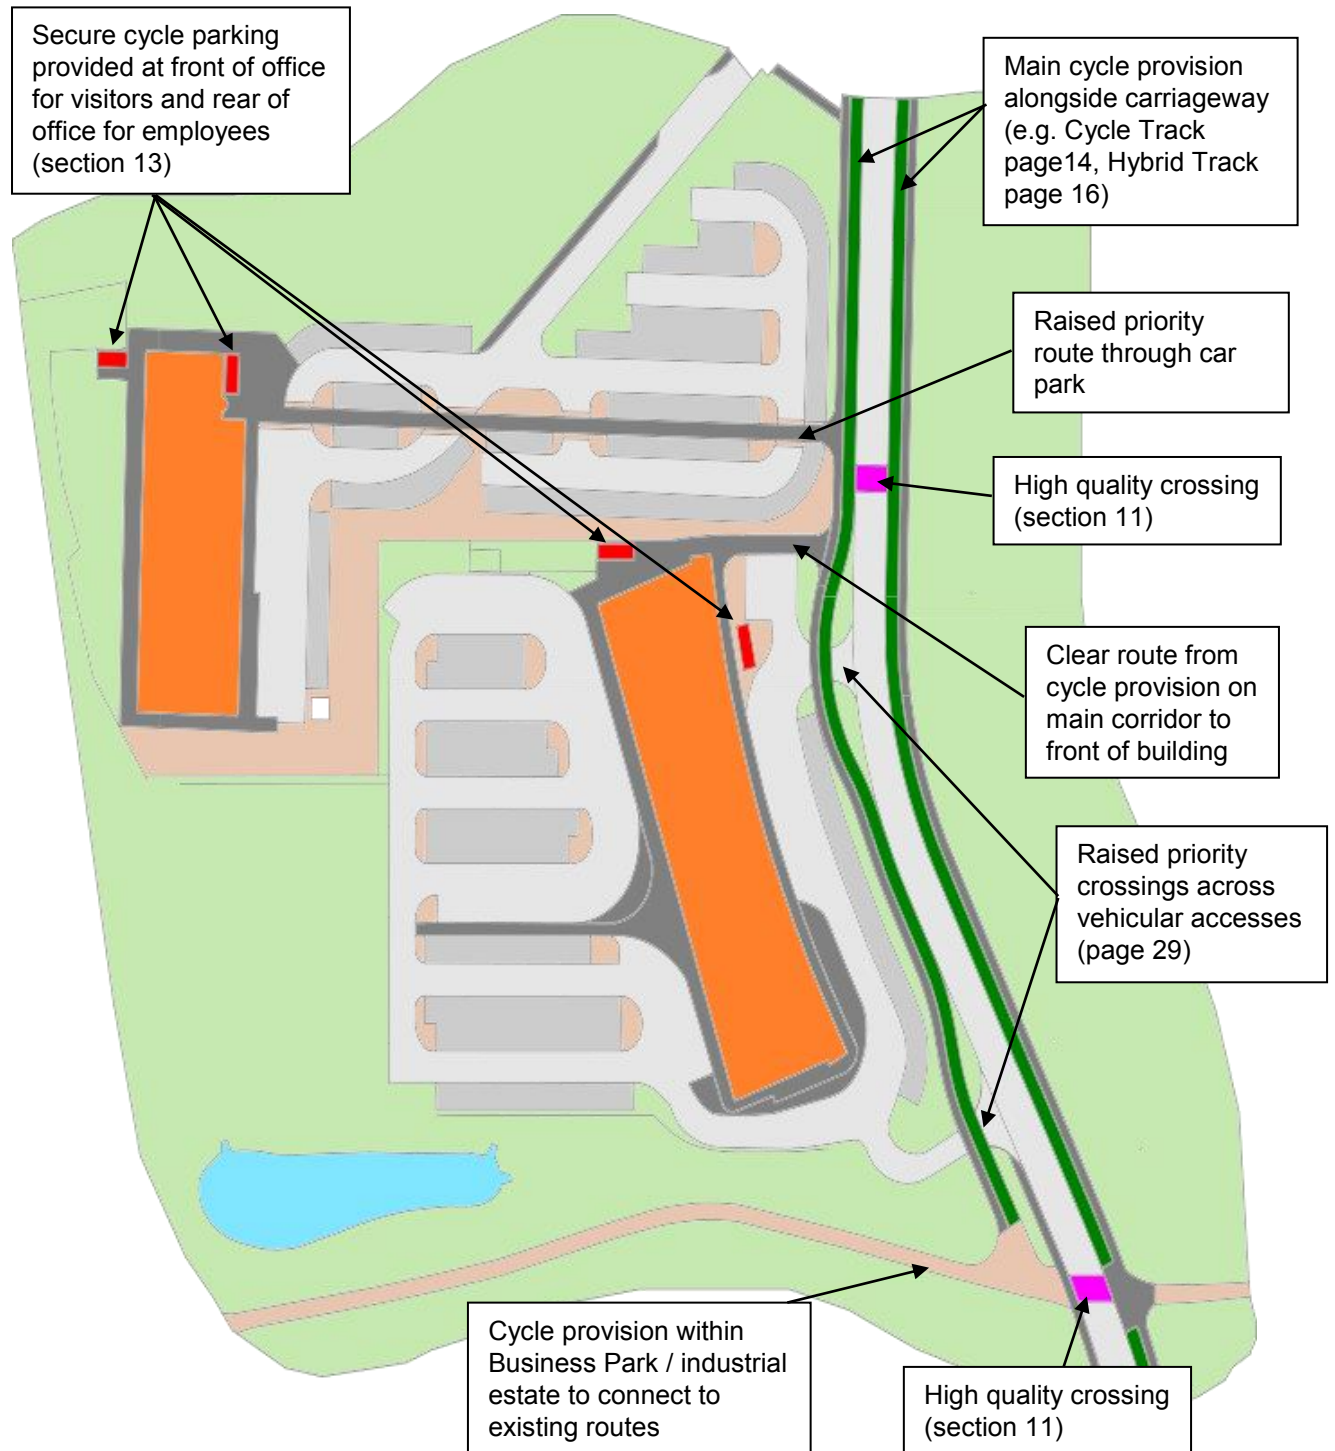 Secure cycle parking
provided at front of office
for visitors and rear of
office for employees
(section 13)
Main cycle provision
alongside carriageway
(e.g. Cycle Track
page14, Hybrid Track
page 16)
Raised priority
route through car
park
High quality crossing
(section 11)
Clear route from
cycle provision on
main corridor to
front of building
Raised priority
crossings across
vehicular accesses
(page 29)
Cycle provision within
Business Park / industrial
estate to connect to
existing routes
High quality crossing
(section 11)